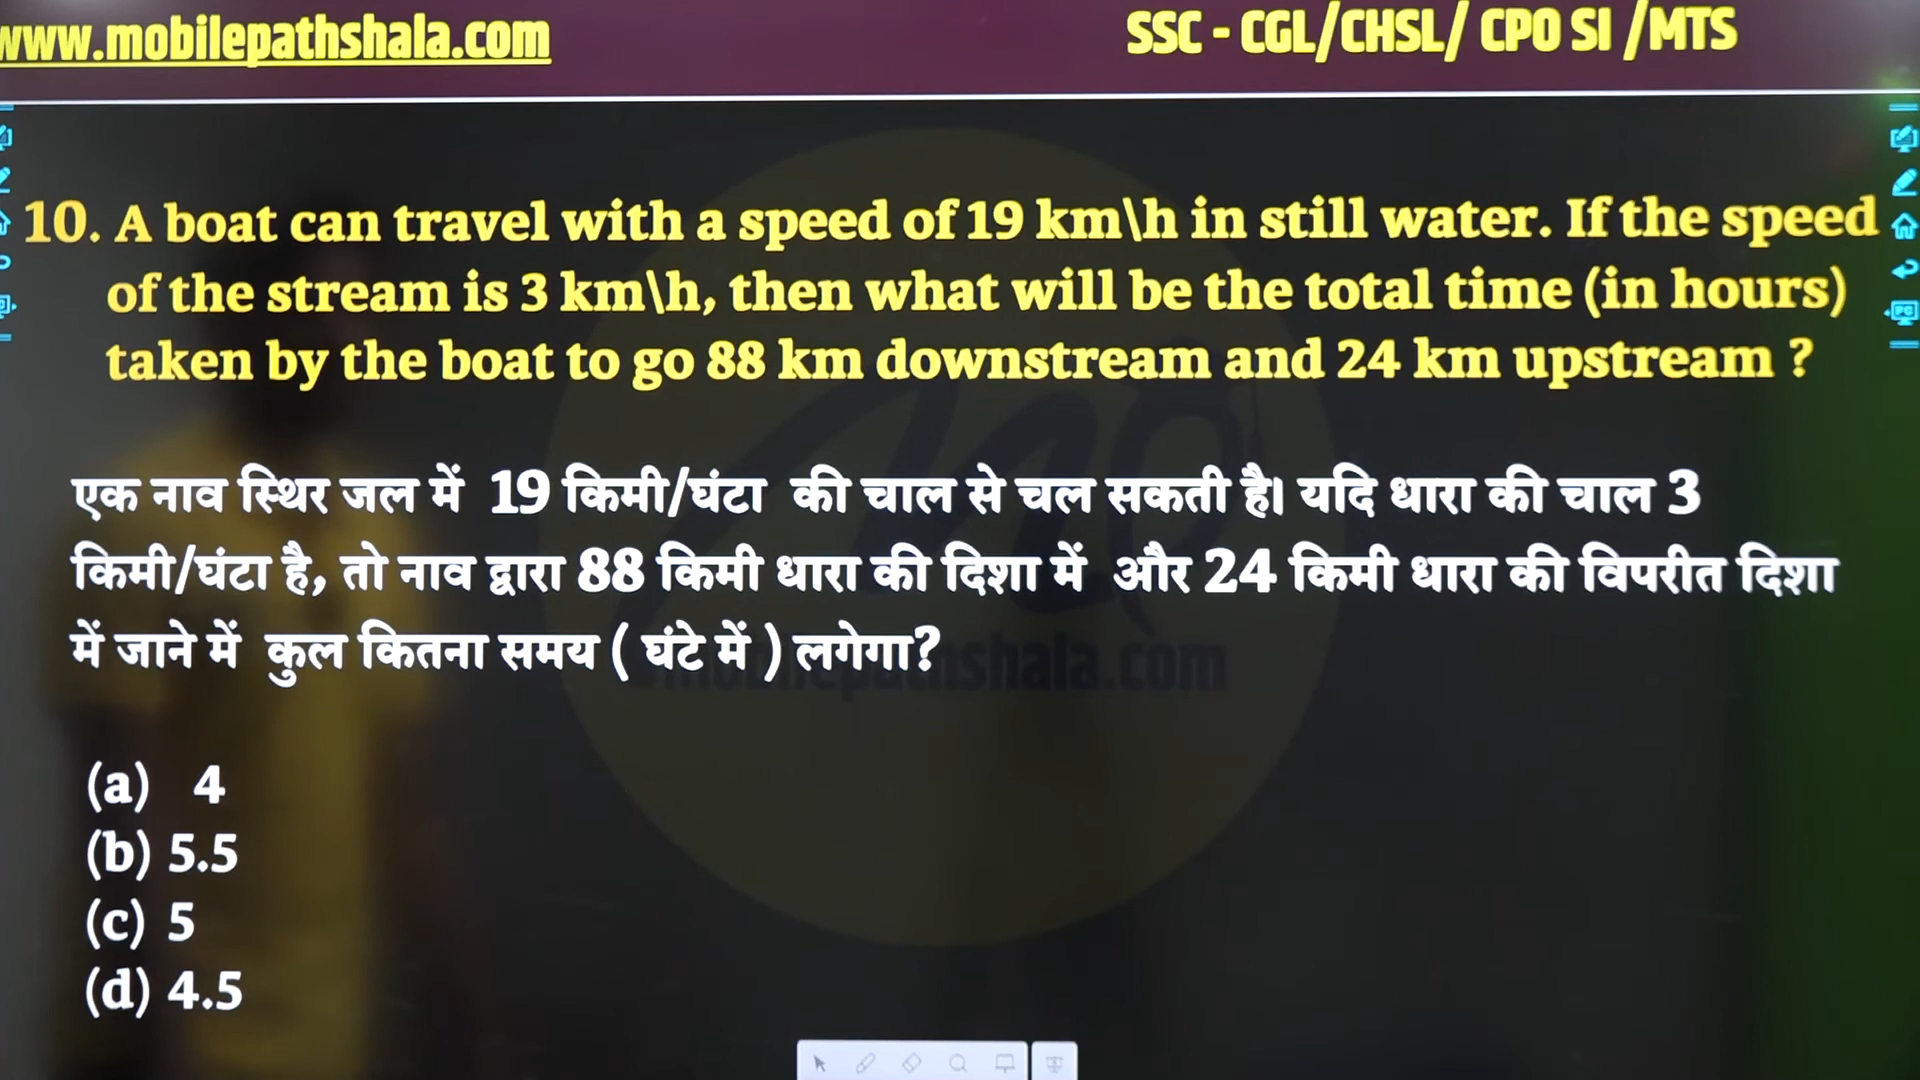 www.mobilepathshala.com
SSC - CGL/CHSL/ CPO SI /MTS
10. A boat can travel with a speed of 19 km\h in still water. If the speed
of the stream is 3 km\h, then what will be the total time (in hours)
taken by the boat to go 88 km downstream and 24 km upstream ?
एक नाव स्थिर जल में 19 किमी/घंटा की चाल से चल सकती है। यदि धारा की चाल 3
किमी/घंटा है, तो नाव द्वारा 88 किमी धारा की दिशा में और 24 किमी धारा की विपरीत दिशा
में जाने में कुल कितना समय ( घंटे में ) लगेगा?
mobilepathshala.com
(a) 4
(b) 5.5
(c) 5
(d) 4.5
PC